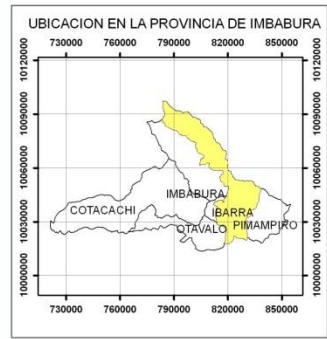 UBICACION EN LA PROVINCIA DE IMBABURA
730000 760000 790000 820000 850000
10120000
10090000
10060000
10030000
10000000
10120000
10090000
10060000
10030000
10000000
IMBABURA
COTACACHI
IBARRA
PIMAMPIRO
OTAVALO
730000 760000 790000 820000 850000